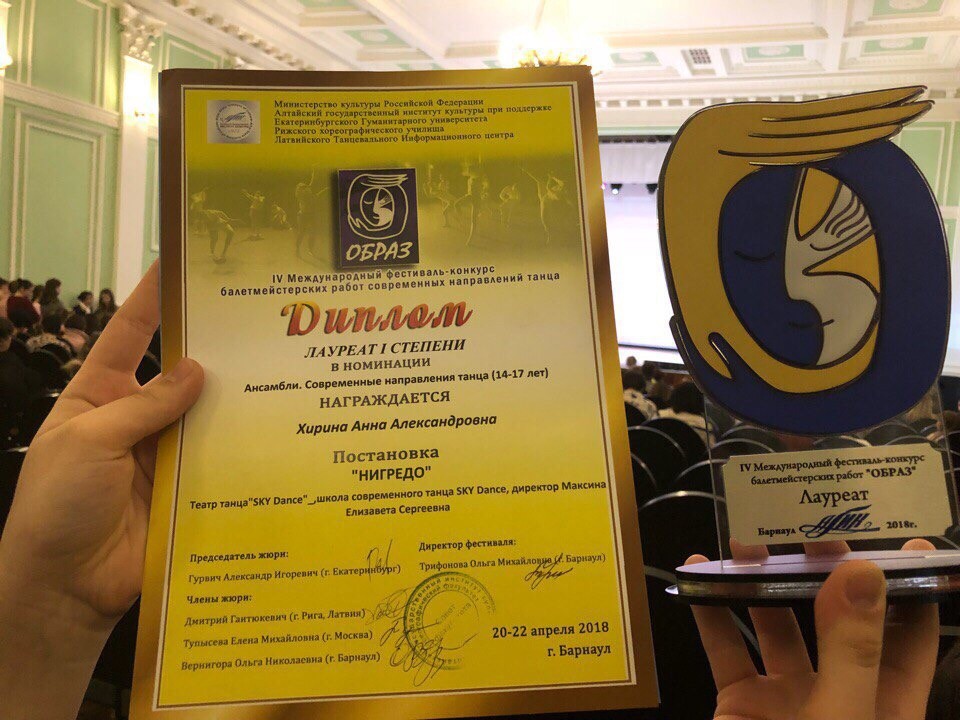 Министерство культуры Российской Федерации
Алтайский государственный институт культуры при поддержке
Екатеринбургского Гуманитарного университета
Рижского хореографического училища
Латвийского Танцевального Информационного центра
ОБРАЗ
IV Международный фестиваль-конкурс
балетмейстерских работ современных направлений танца
Диплом
ЛАУРЕАТ I СТЕПЕНИ
В НОМИНАЦИИ
Ансамбли. Современные направления танца (14-17 лет)
НАГРАЖДАЕТСЯ
Хирина Анна Александровна
Постановка
"НИГРЕДО"
Театр танца"SKY Dance"_,школа современного танца SKY Dance, директор Максина
Елизавета Сергеевна
Председатель жюри:
Гурвич Александр Игоревич (г. Екатеринбург)
Члены жюри:
Дмитрий Гайтюкевич (г. Рига, Латвия)
Тупысева Елена Михайловна (г. Москва)
Вернигора Ольга Николаевна (г. Барнаул)
Директор фестиваля:
Трифонова Ольга Михайловна (г. Барнаул)
20-22 апреля 2018
г. Барнаул
IV Международный фестиваль-конкурс
балетмейстерских работ "ОБРАЗ"
Лауреат
Барнаул 2018г.